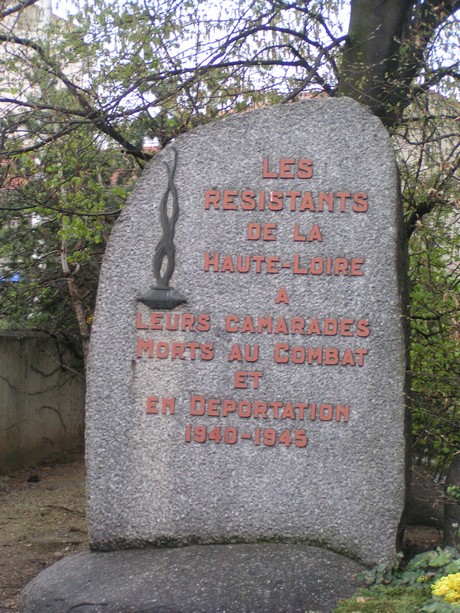 LES
RESISTANTS
DE LA
HAUTE-LOIRE
A
LEURS CAMARADES
MORTS AU COMBAT
ET
EN DEPORTATION
1940-1945